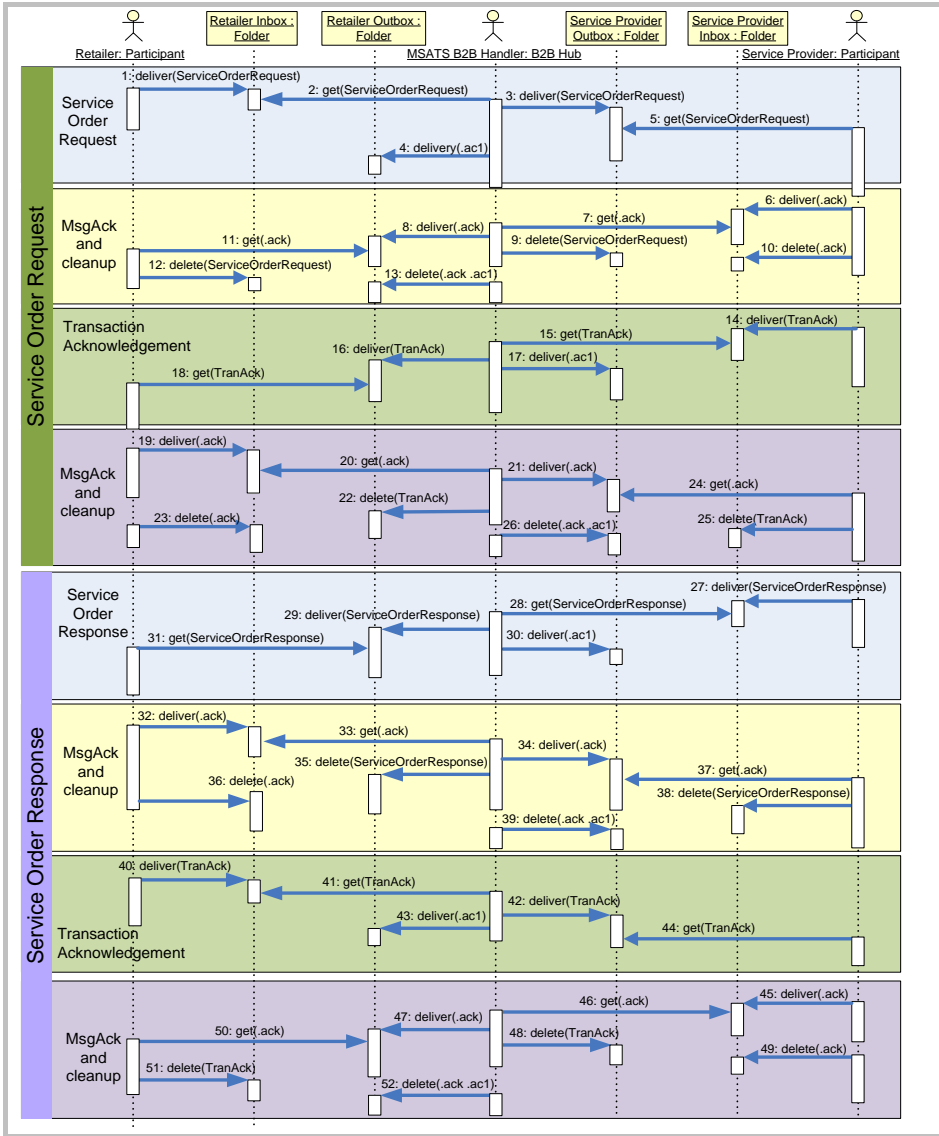 Retailer: Participant
Retailer Inbox :
Folder
Retailer Outbox :
Folder
MSATS B2B Handler: B2B Hub
Service Provider
Outbox : Folder
Service Provider
Inbox : Folder
Service Provider: Participant
Service Order Request
Service
Order
Request
1: deliver(ServiceOrderRequest)
2: get(ServiceOrderRequest)
3: deliver(ServiceOrderRequest)
4: delivery(.ac1)
5: get(ServiceOrderRequest)
MsgAck
and
cleanup
6: deliver(.ack)
7: get(.ack)
8: deliver(.ack)
9: delete(ServiceOrderRequest)
10: delete(.ack)
11: get(.ack)
12: delete(ServiceOrderRequest)
13: delete(.ack .ac1)
Transaction
Acknowledgement
14: deliver(TranAck)
15: get(TranAck)
16: deliver(TranAck)
17: deliver(.ac1)
18: get(TranAck)
MsgAck
and
cleanup
19: deliver(.ack)
20: get(.ack)
21: deliver(.ack)
22: delete(TranAck)
23: delete(.ack)
24: get(.ack)
25: delete(TranAck)
26: delete(.ack .ac1)
Service Order Response
Service
Order
Response
27: deliver(ServiceOrderResponse)
28: get(ServiceOrderResponse)
29: deliver(ServiceOrderResponse)
30: deliver(.ac1)
31: get(ServiceOrderResponse)
MsgAck
and
cleanup
32: deliver(.ack)
33: get(.ack)
34: deliver(.ack)
35: delete(ServiceOrderResponse)
36: delete(.ack)
37: get(.ack)
38: delete(ServiceOrderResponse)
39: delete(.ack .ac1)
Transaction
Acknowledgement
40: deliver(TranAck)
41: get(TranAck)
42: deliver(TranAck)
43: deliver(.ac1)
44: get(TranAck)
MsgAck
and
cleanup
45: deliver(.ack)
46: get(.ack)
47: deliver(.ack)
48: delete(TranAck)
49: delete(.ack)
50: get(.ack)
51: delete(TranAck)
52: delete(.ack .ac1)